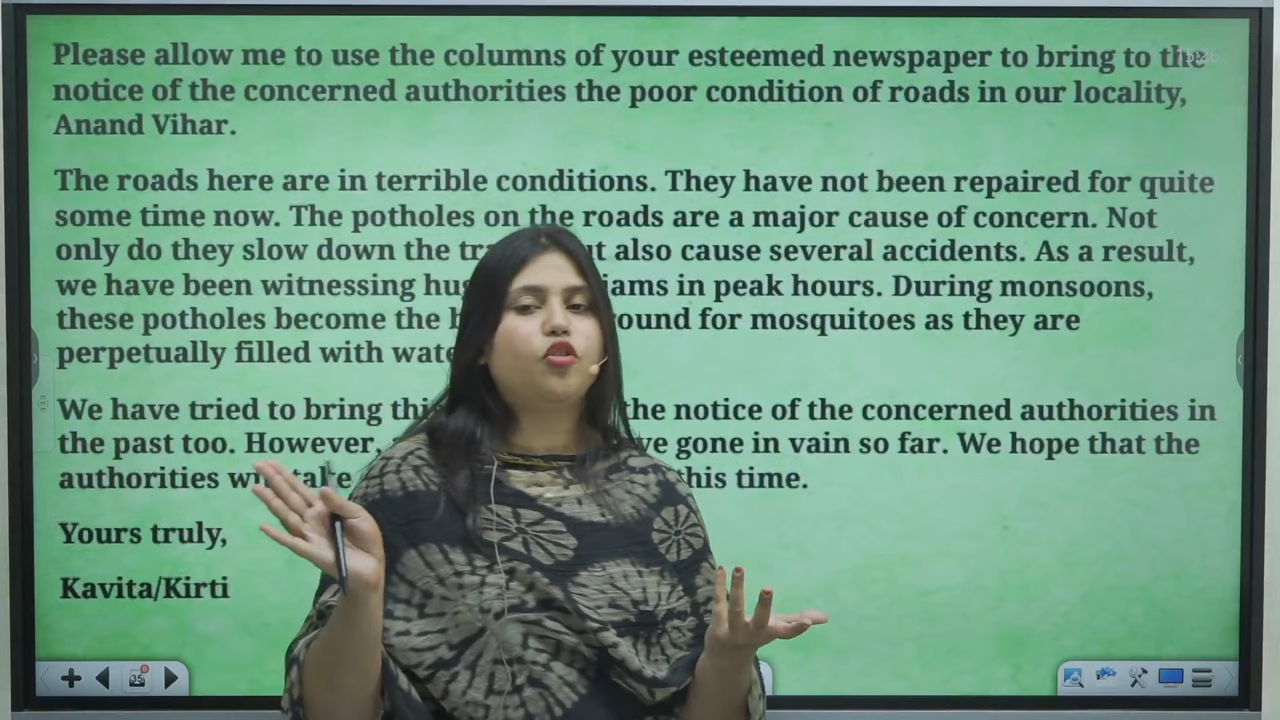 Please allow me to use the columns of your esteemed newspaper to bring to the
notice of the concerned authorities the poor condition of roads in our locality,
Anand Vihar.
The roads here are in terrible conditions. They have not been repaired for quite
some time now. The potholes on the roads are a major cause of concern. Not
only do they slow down the also cause several accidents. As a result,
we have been witnessing jams in peak hours. During monsoons,
these potholes become the for mosquitoes as they are
perpetually filled with
We have tried to bring the notice of the concerned authorities in
the past too. However, gone in vain so far. We hope that the
authorities take this time.
Yours truly,
Kavita/Kirti
35